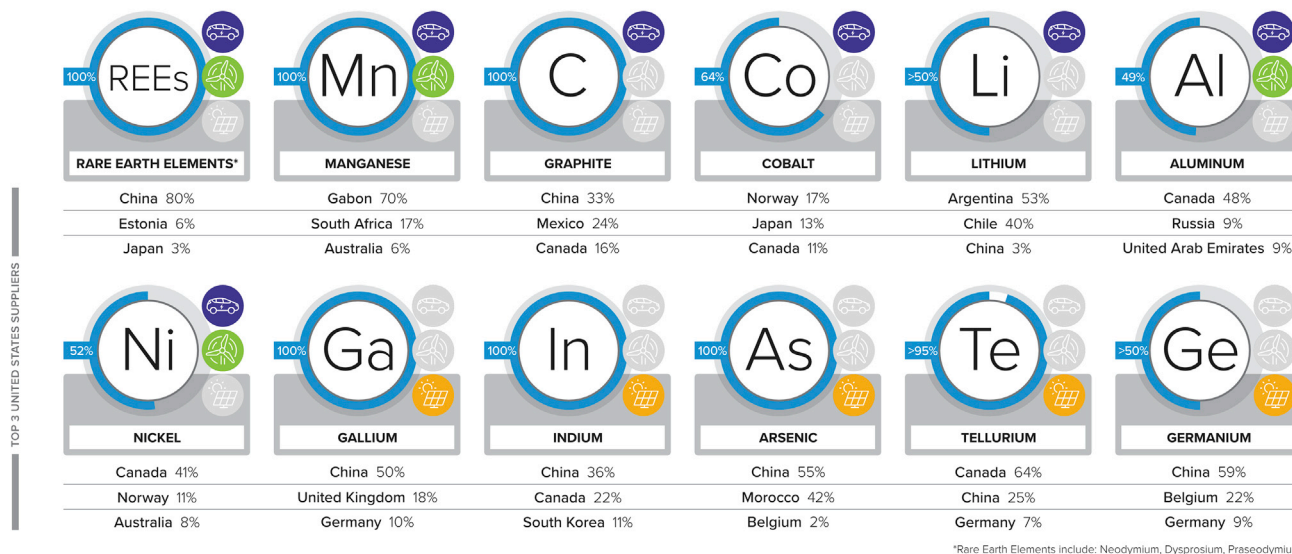 100%
REEs
RARE EARTH ELEMENTS*
China 80%
Estonia 6%
Japan 3%
100%
Mn
MANGANESE
Gabon 70%
South Africa 17%
Australia 6%
100%
C
GRAPHITE
China 33%
Mexico 24%
Canada 16%
64%
Co
COBALT
Norway 17%
Japan 13%
Canada 11%
>50%
Li
LITHIUM
Argentina 53%
Chile 40%
China 3%
49%
Al
ALUMINUM
Canada 48%
Russia 9%
United Arab Emirates 9%
TOP 3 UNITED STATES SUPPLIERS
52%
Ni
NICKEL
Canada 41%
Norway 11%
Australia 8%
100%
Ga
GALLIUM
China 50%
United Kingdom 18%
Germany 10%
100%
In
INDIUM
China 36%
Canada 22%
South Korea 11%
100%
As
ARSENIC
China 55%
Morocco 42%
Belgium 2%
>95%
Te
TELLURIUM
Canada 64%
China 25%
Germany 7%
>50%
Ge
GERMANIUM
China 59%
Belgium 22%
Germany 9%
*Rare Earth Elements include: Neodymium, Dysprosium, Praseodymiu